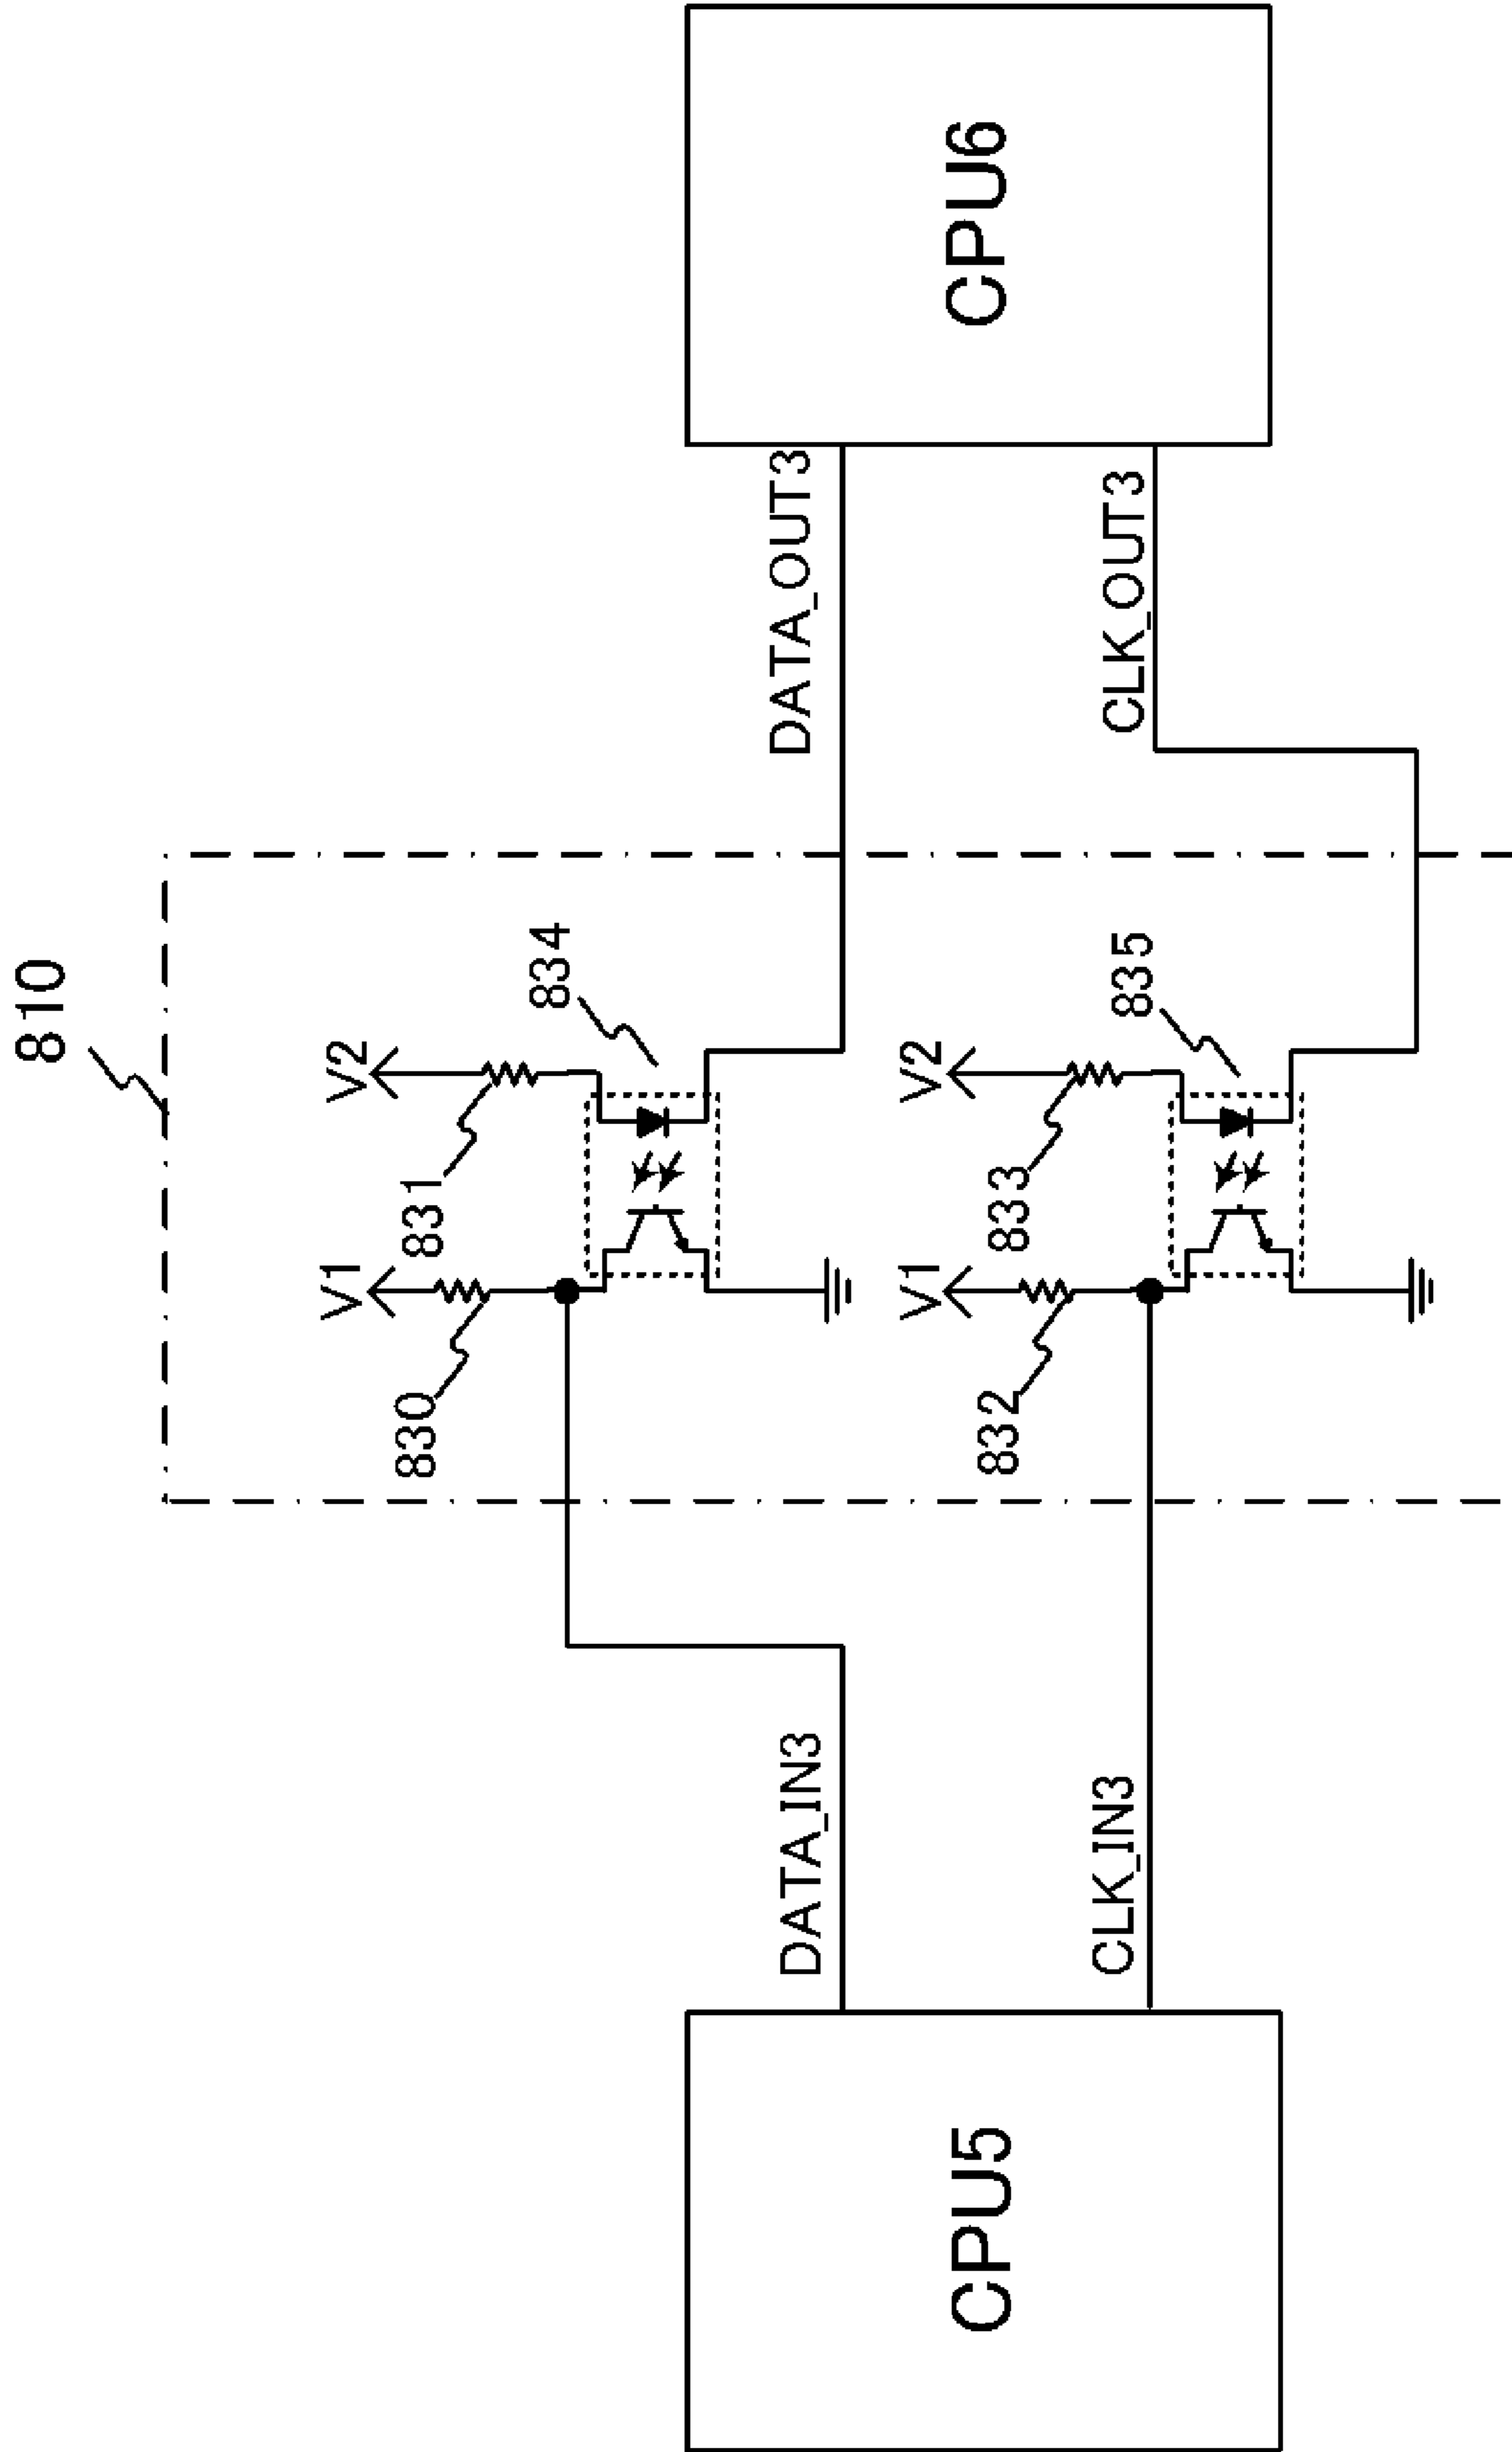 810
V1
V2
830
831
834
V1
V2
832
833
835
DATA_IN3
CLK_IN3
DATA_OUT3
CLK_OUT3
CPU5
CPU6